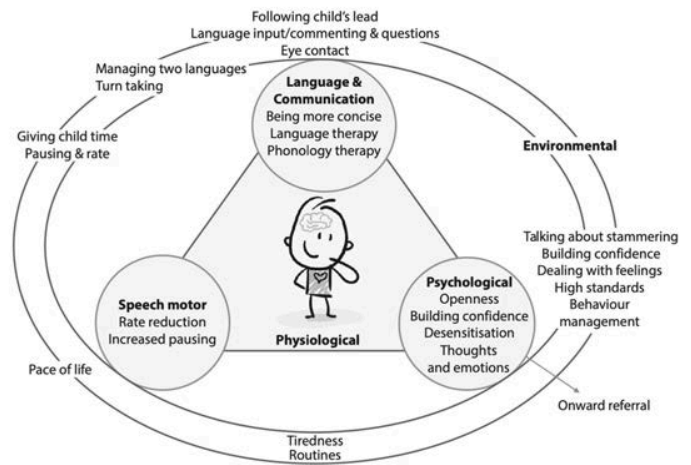 Following child's lead
Language input/commenting & questions
Eye contact
Managing two languages
Turn taking
Language &
Communication
Being more concise
Language therapy
Phonology therapy
Giving child time
Pausing & rate
Environmental
Talking about stammering
Building confidence
Dealing with feelings
High standards
Behaviour
management
Speech motor
Rate reduction
Increased pausing
Psychological
Openness
Building confidence
Desensitisation
Thoughts
and emotions
Physiological
Pace of life
Onward referral
Tiredness
Routines